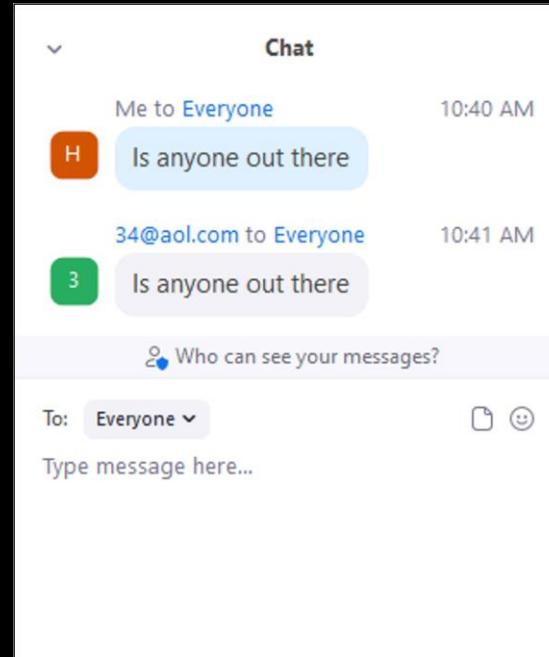 Chat
Me to Everyone 10:40 AM
H Is anyone out there
34@aol.com to Everyone 10:41 AM
3 Is anyone out there
Who can see your messages?
To: Everyone
Type message here...